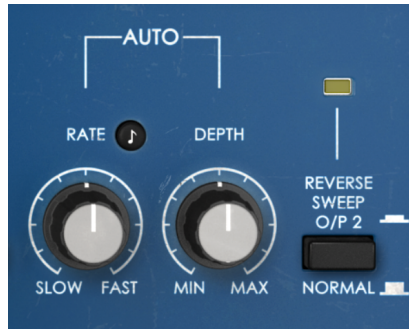 AUTO
RATE ♪ DEPTH
REVERSE
SWEEP
O/P 2
SLOW FAST MIN MAX NORMAL